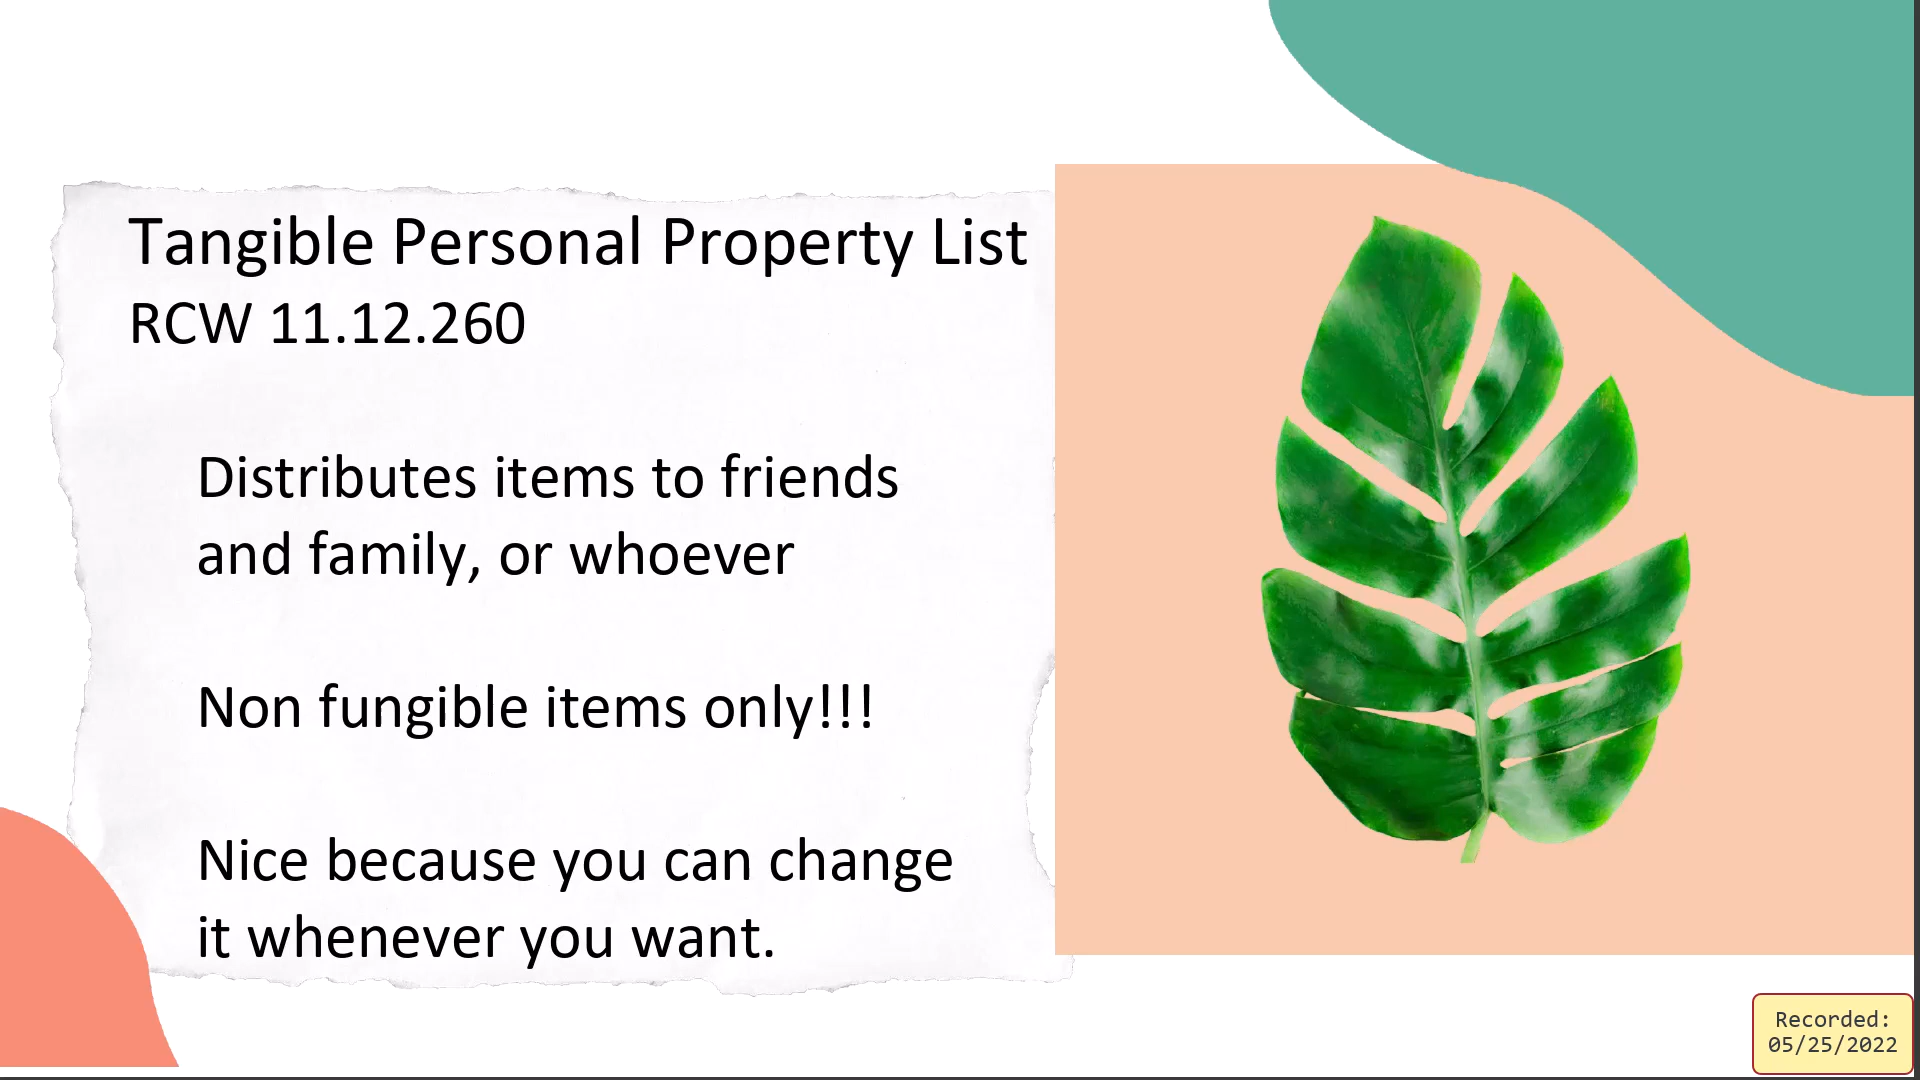 Tangible Personal Property List
RCW 11.12.260
Distributes items to friends
and family, or whoever
Non fungible items only!!!
Nice because you can change
it whenever you want.
Recorded:
05/25/2022